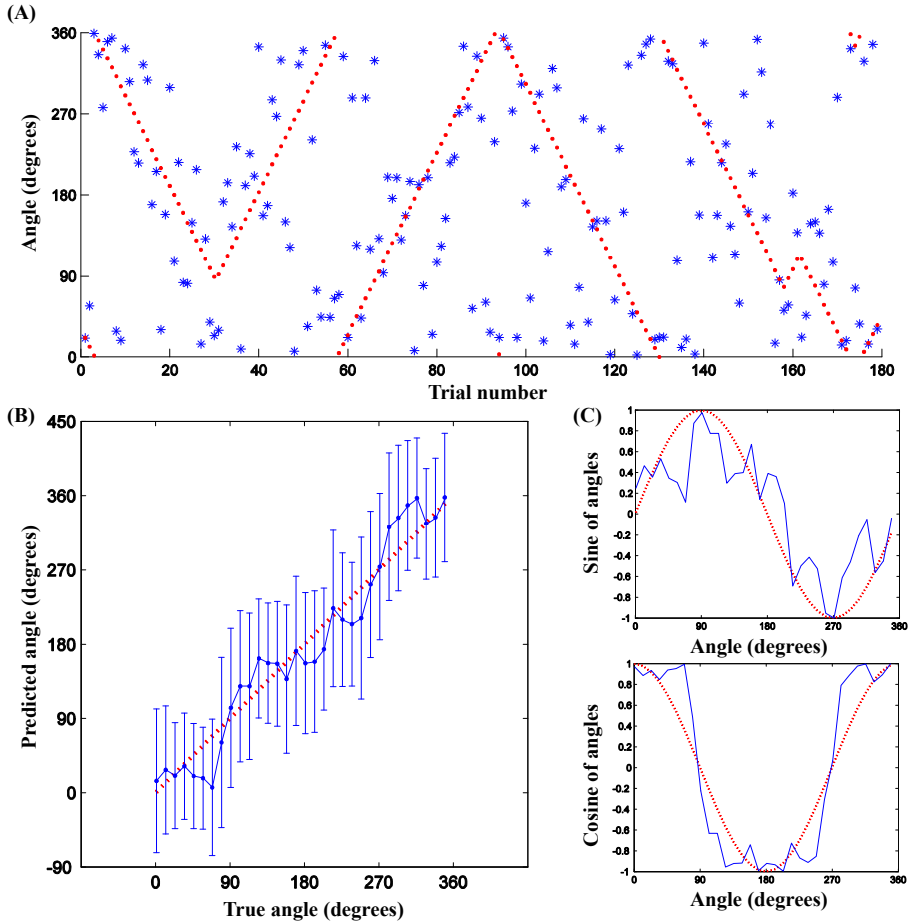 (A)
360
270
180
90
0
Angle (degrees)
0 20 40 60 80 100 120 140 160 180
Trial number
(B)
450
360
270
180
90
0
-90
Predicted angle (degrees)
0 90 180 270 360
True angle (degrees)
(C)
1
0.8
0.6
0.4
0.2
0
-0.2
-0.4
-0.6
-0.8
-1
Sine of angles
0 90 180 270 360
Angle (degrees)
1
0.8
0.6
0.4
0.2
0
-0.2
-0.4
-0.6
-0.8
-1
Cosine of angles
0 90 180 270 360
Angle (degrees)